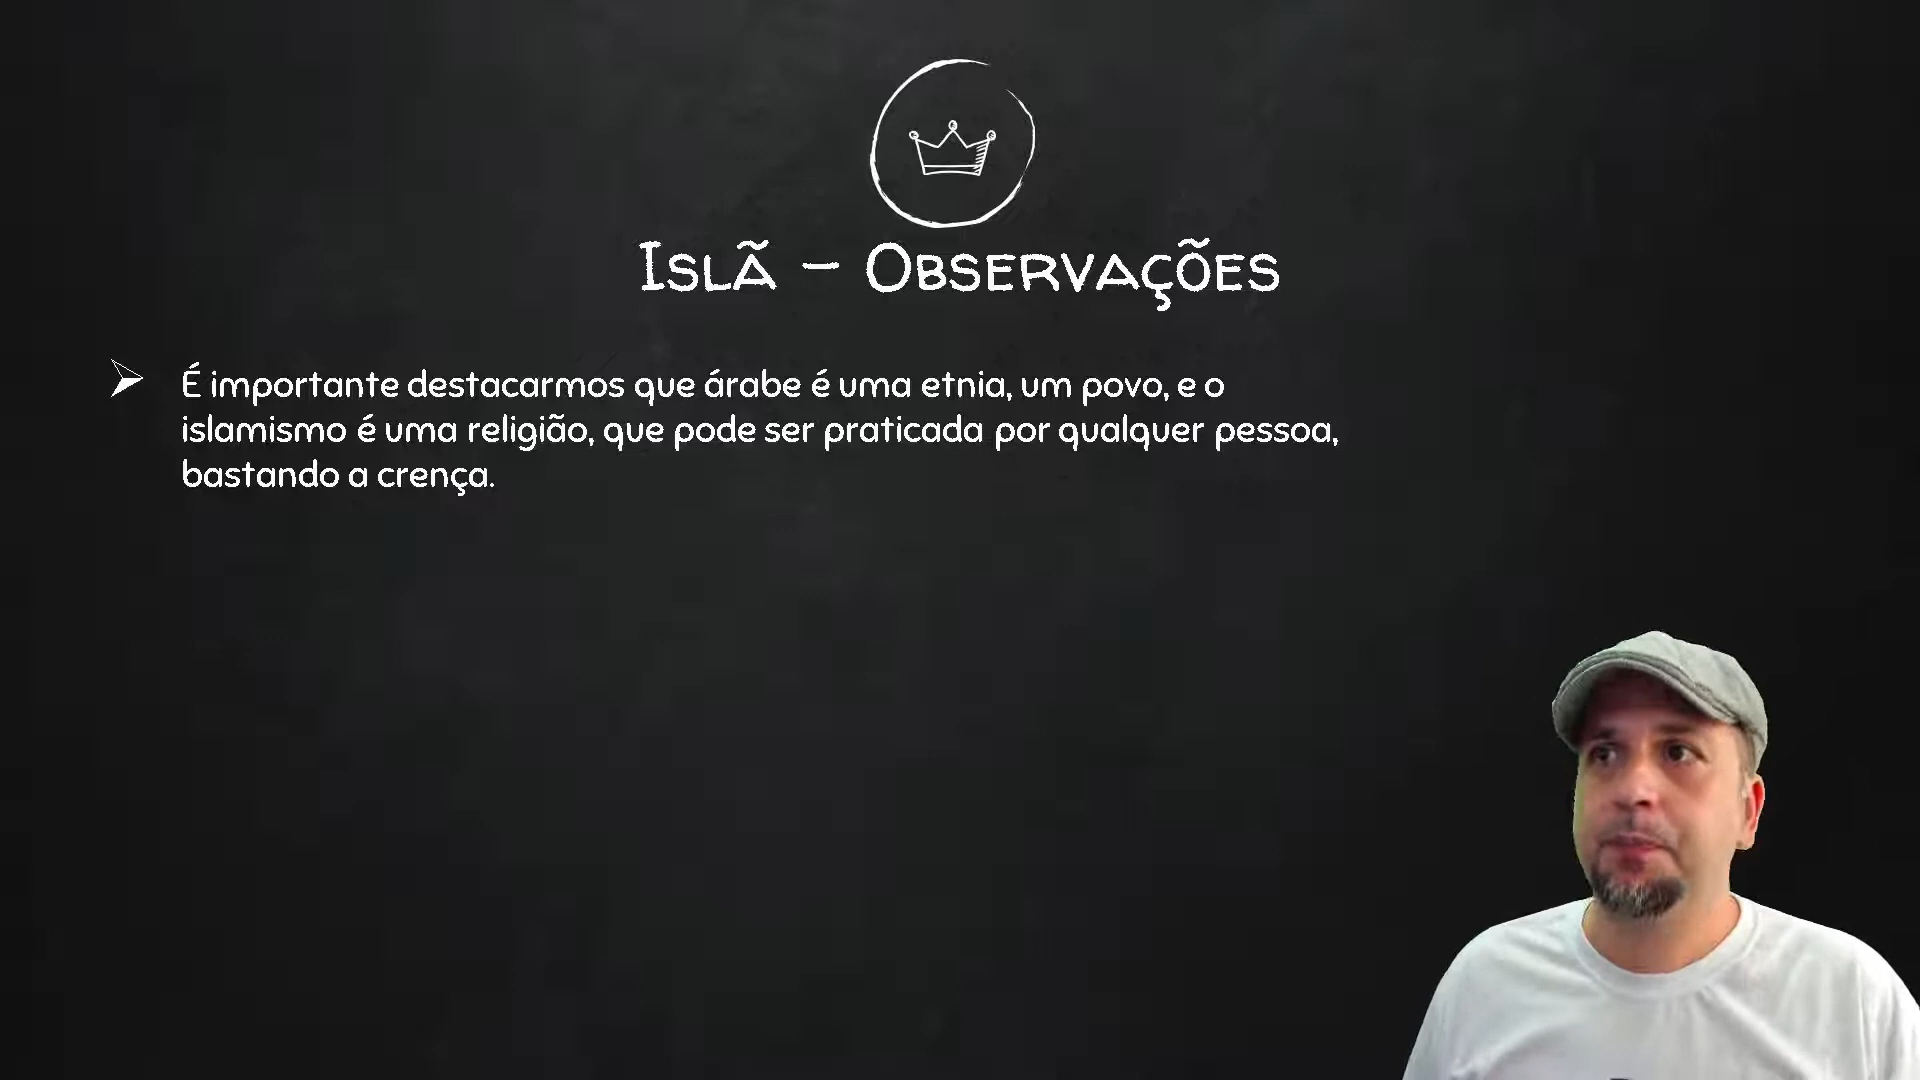 Islã – Observações
É importante destacarmos que árabe é uma etnia, um povo, e o
islamismo é uma religião, que pode ser praticada por qualquer pessoa,
bastando a crença.